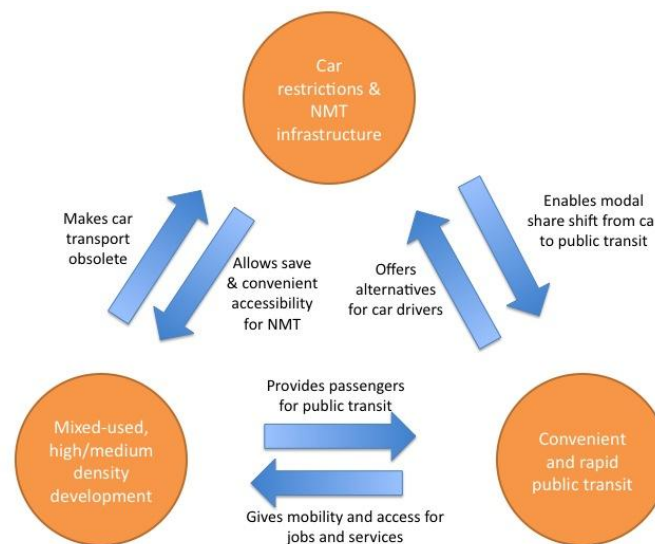 Car
restrictions &
NMT
infrastructure
Makes car
transport
obsolete
Allows save
& convenient
accessibility
for NMT
Offers
alternatives
for car drivers
Enables modal
share shift from ca
to public transit
Mixed-used,
high/medium
density
development
Provides passengers
for public transit
Gives mobility and access for
jobs and services
Convenient
and rapid
public transit